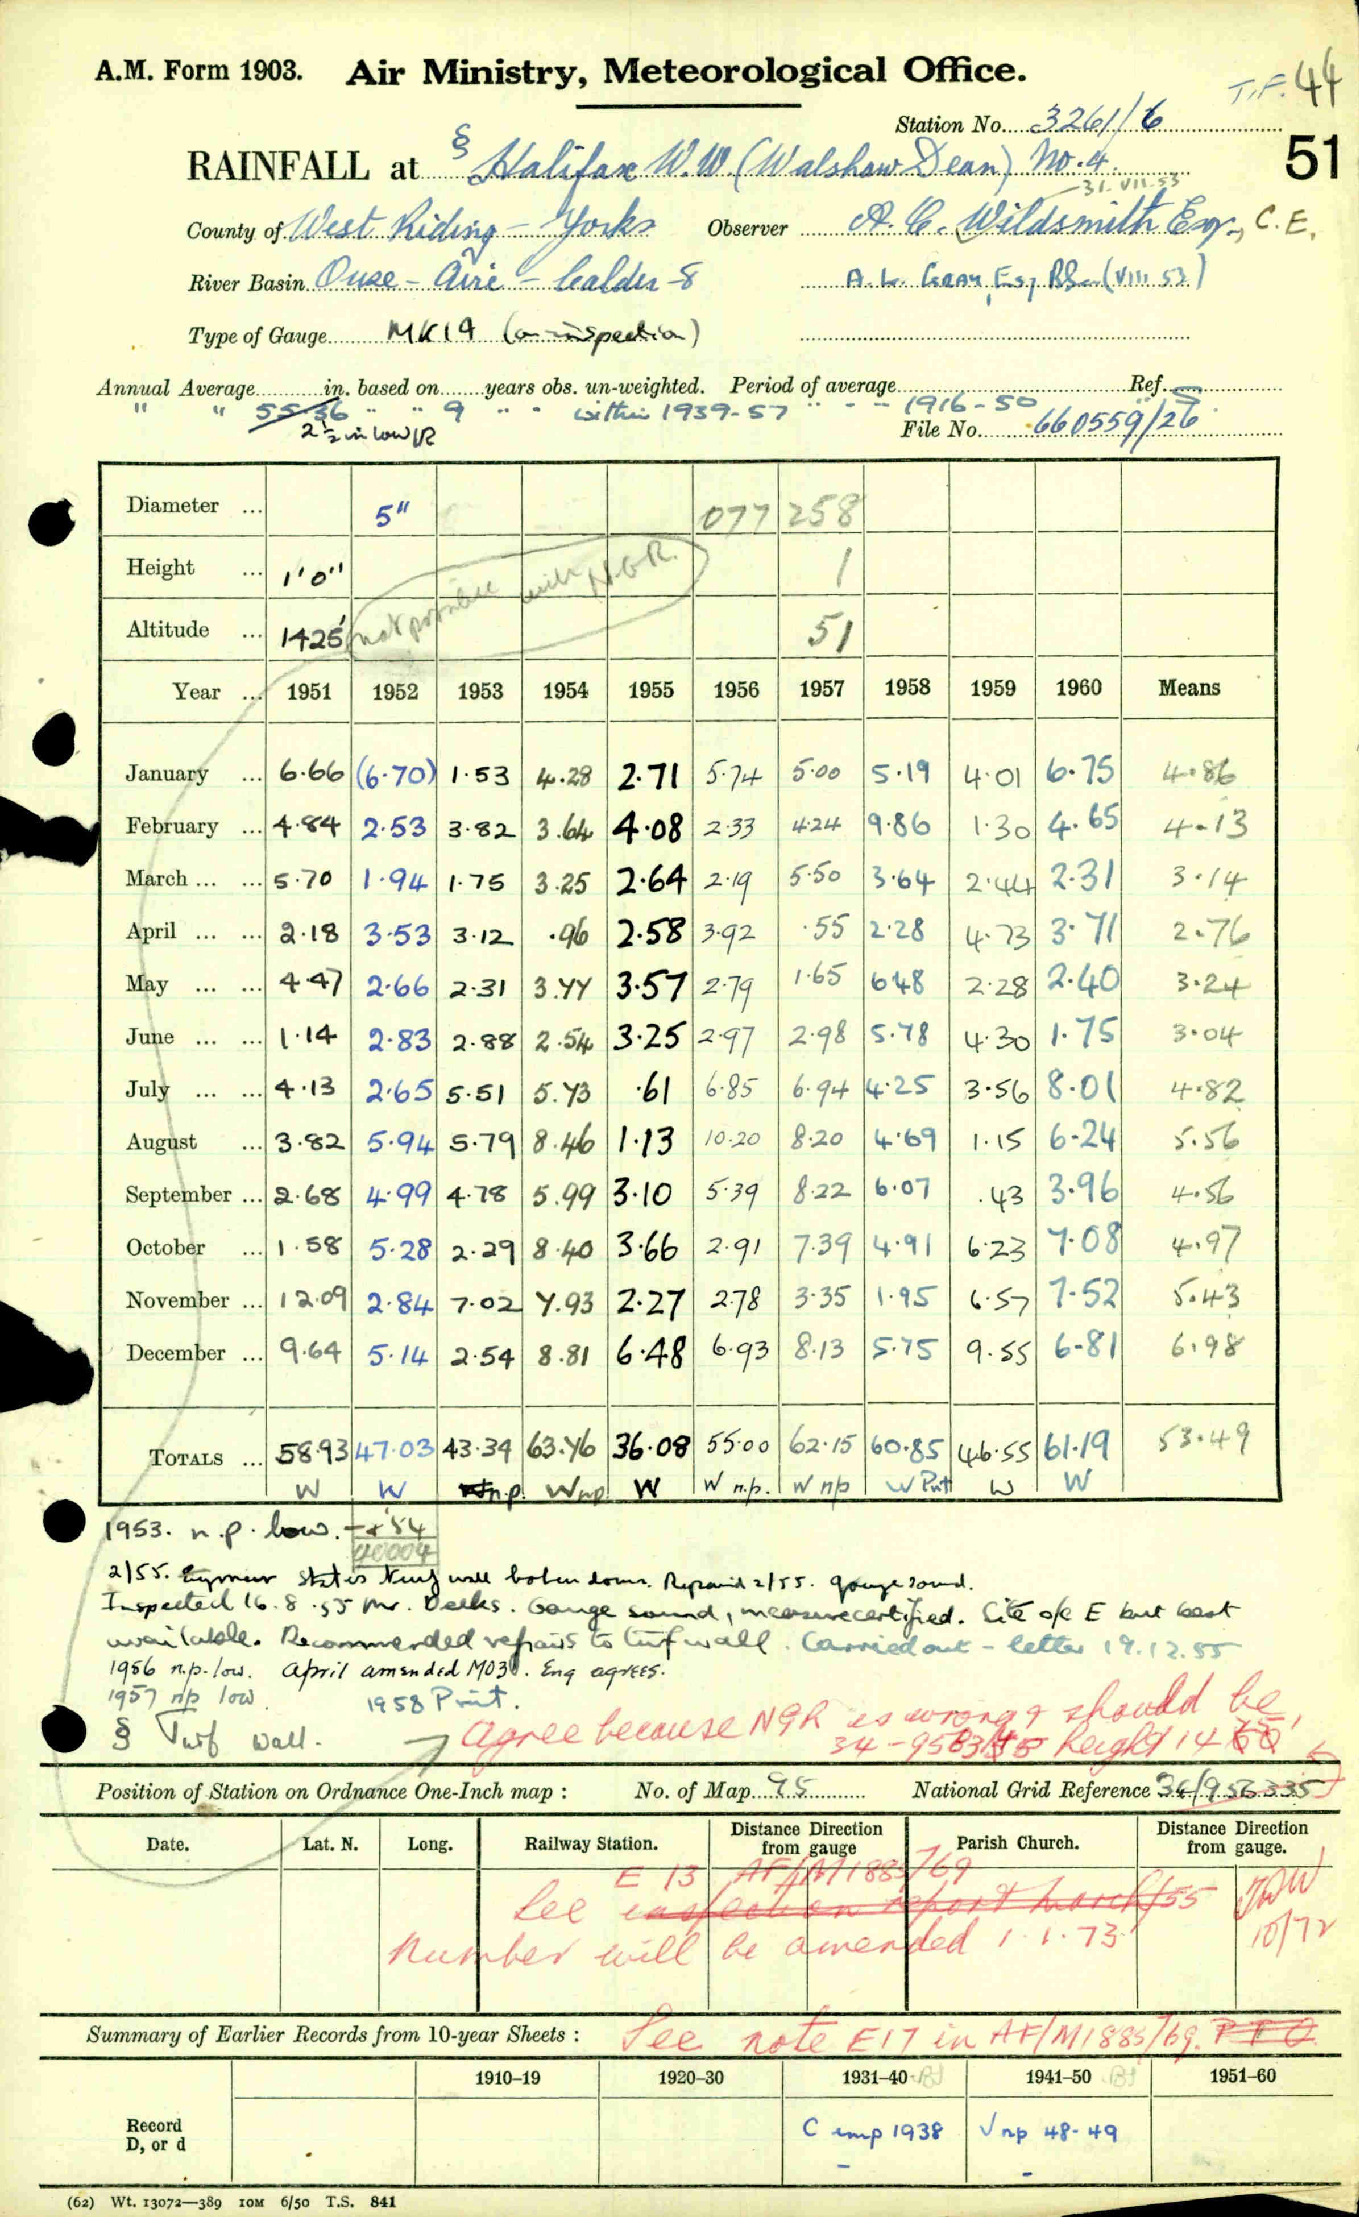 T.F. 44
A.M. Form 1903. Air Ministry, Meteorological Office.
Station No. 3261/6
51
RAINFALL at § Halifax W.W. (Walshaw Dean) No. 4.
31.VII.53
County of West Riding - Yorks Observer A. C. Wildsmith Esq., C.E.
River Basin Ouse - Aire - Calder - 8 A. L. Esq (VIII.53)
Type of Gauge MK19 (on inspection)
Annual Average in. based on years obs. un-weighted. Period of average Ref.
" " 55.36 " " 9 " " within 1939-57 " - - 1916-50
2½ in low File No. 660559/26
Diameter ... 5" 077 258
Height ... 1'0" 1
not possible with N.G.R.
Altitude ... 1425' 51
Year ... 1951 1952 1953 1954 1955 1956 1957 1958 1959 1960 Means
January ... 6.66 (6.70) 1.53 4.28 2.71 5.74 5.00 5.19 4.01 6.75 4.86
February ... 4.84 2.53 3.82 3.64 4.08 2.33 4.24 9.86 1.30 4.65 4.13
March ... ... 5.70 1.94 1.75 3.25 2.64 2.19 5.50 3.64 2.44 2.31 3.14
April ... ... 2.18 3.53 3.12 .96 2.58 3.92 .55 2.28 4.73 3.71 2.76
May ... ... 4.47 2.66 2.31 3.77 3.57 2.79 1.65 6.48 2.28 2.40 3.24
June ... ... 1.14 2.83 2.88 2.54 3.25 2.97 2.98 5.78 4.30 1.75 3.04
July ... ... 4.13 2.65 5.51 5.73 .61 6.85 6.94 4.25 3.56 8.01 4.82
August ... 3.82 5.94 5.79 8.46 1.13 10.20 8.20 4.69 1.15 6.24 5.56
September ... 2.68 4.99 4.78 5.99 3.10 5.39 8.22 6.07 .43 3.96 4.56
October ... 1.58 5.28 2.29 8.40 3.66 2.91 7.39 4.91 6.23 7.08 4.97
November ... 12.09 2.84 7.02 7.93 2.27 2.78 3.35 1.95 6.57 7.52 5.43
December ... 9.64 5.14 2.54 8.81 6.48 6.93 8.13 5.75 9.55 6.81 6.98
TOTALS ... 58.93 47.03 43.34 63.76 36.08 55.00 62.15 60.85 46.55 61.19 53.49
W W n.p. W np W W n.p. W np W Pnt W W
1953. n.p. low. 54
40004
2/55. Engineer states turf wall broken down. Repaired 2/55. gauge sound.
Inspected 16.8.55 Mr. Deeks. Gauge sound, measure certified. Site o/e E but best
available. Recommended repairs to turf wall. Carried out - letter 19.12.55
1956 n.p. low. April amended MO3. Eng agrees.
1957 np low 1958 Print.
§ Turf wall. agree because NGR is wrong & should be
34-9583 height 14
Position of Station on Ordnance One-Inch map : No. of Map 95 National Grid Reference 34/956335
Date. Lat. N. Long. Railway Station. Distance Direction from gauge Parish Church. Distance Direction from gauge.
E 13 AF/M1885/69
See inspection report March/55
Number will be amended 1.1.73
10/72
Summary of Earlier Records from 10-year Sheets : See note E17 in AF/M1885/69. PTO
1910–19 1920–30 1931–40 1941–50 1951–60
Record
D, or d C imp 1938 √ np 48-49
(62) Wt. 13072—389 10M 6/50 T.S. 841